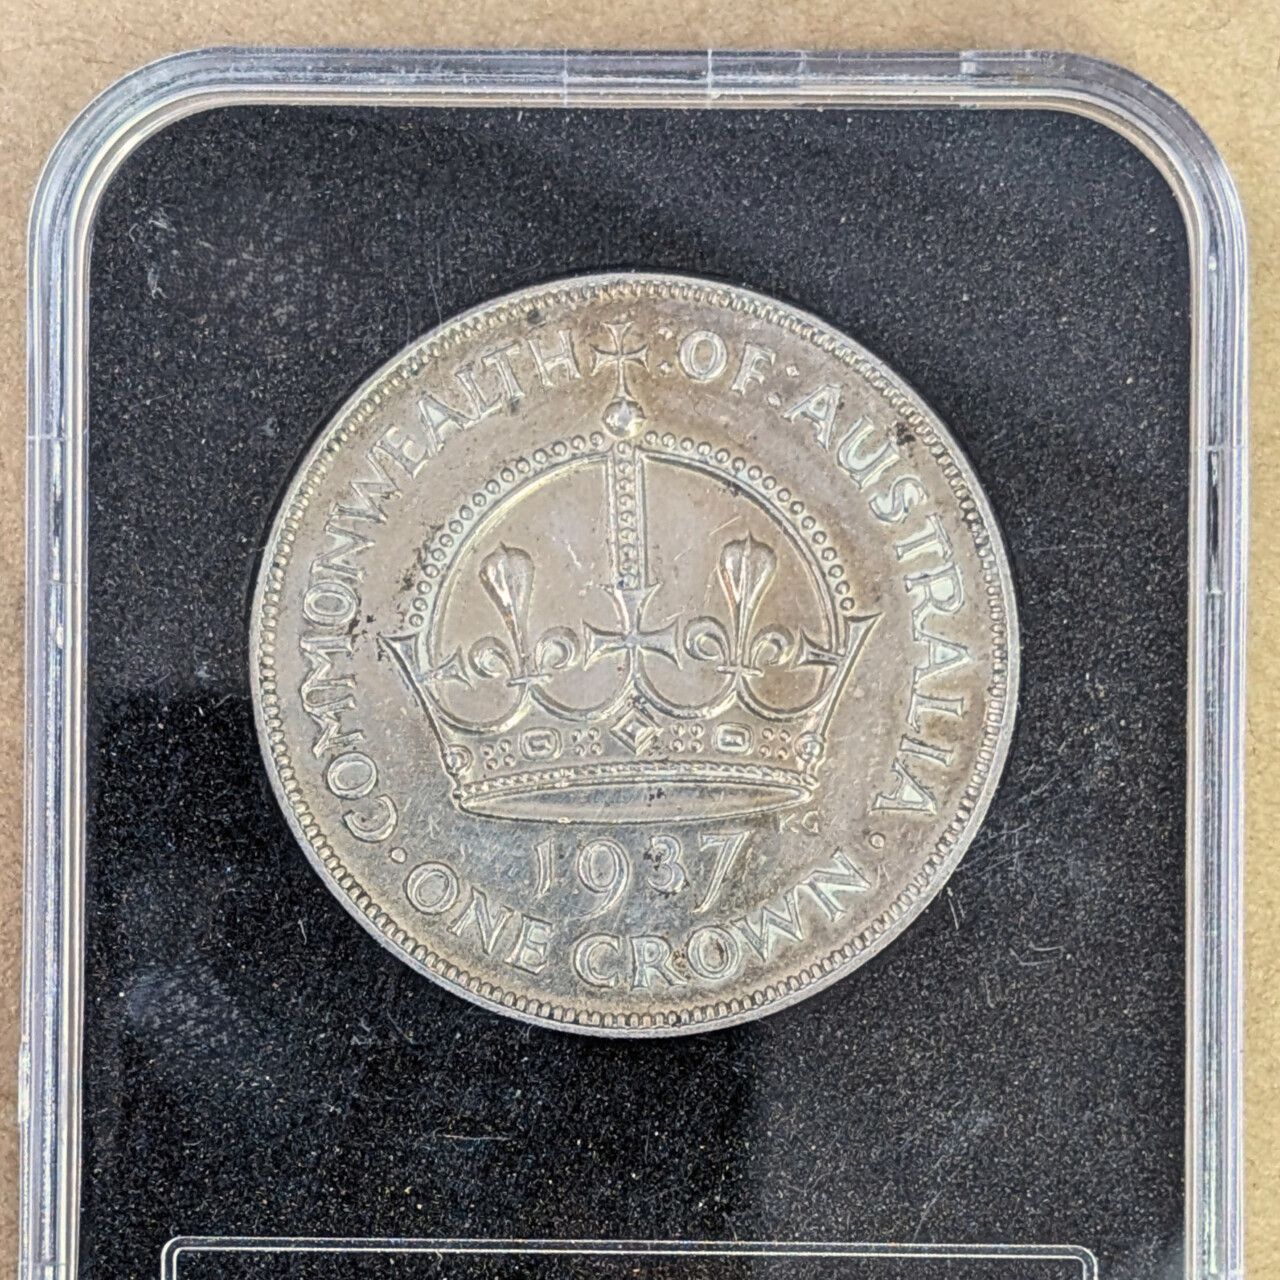 COMMONWEALTH :OF: AUSTRALIA
KG
1937
· ONE CROWN ·